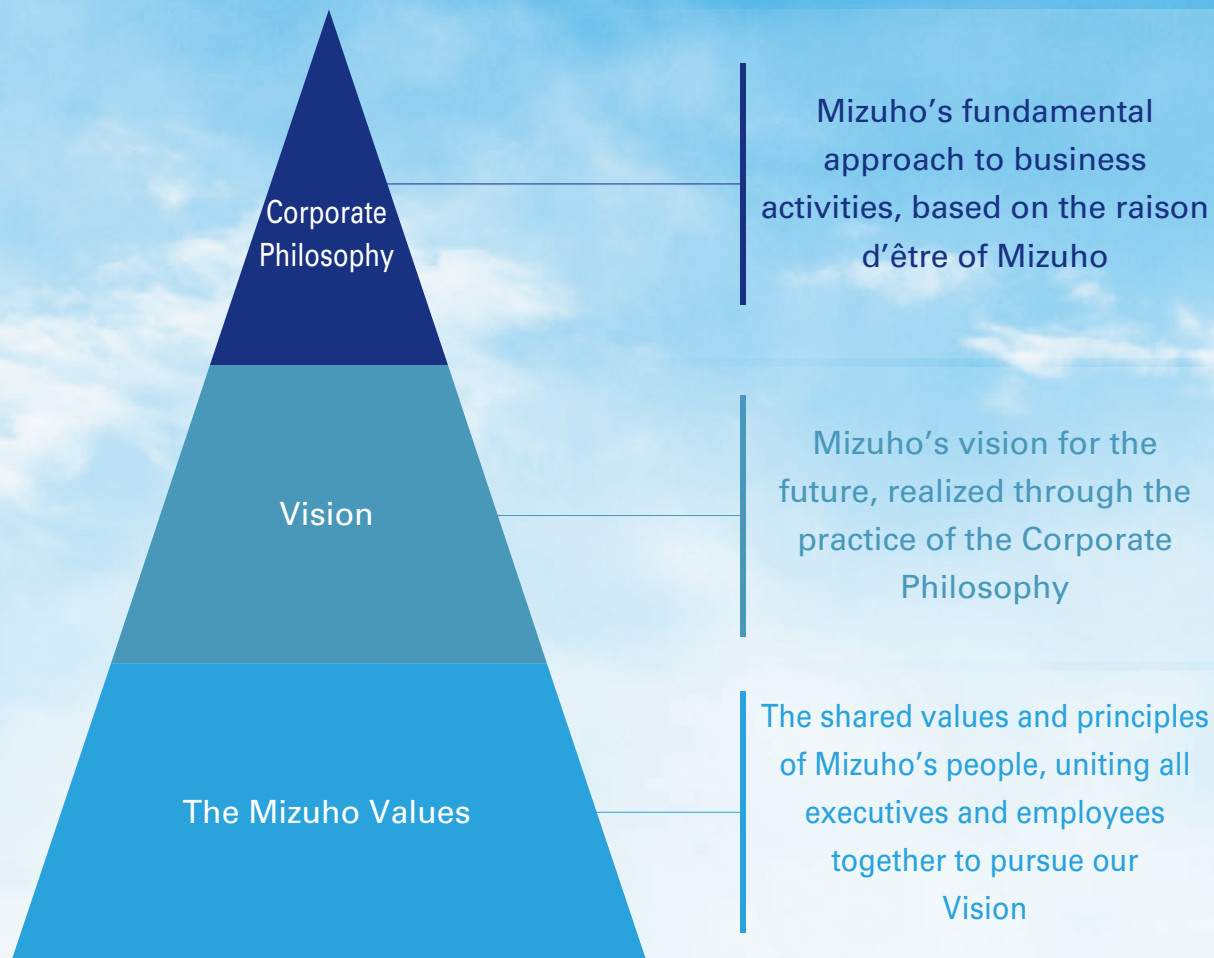 Corporate
Philosophy
Mizuho’s fundamental
approach to business
activities, based on the raison
d’être of Mizuho
Vision
Mizuho’s vision for the
future, realized through the
practice of the Corporate
Philosophy
The Mizuho Values
The shared values and principles
of Mizuho’s people, uniting all
executives and employees
together to pursue our
Vision